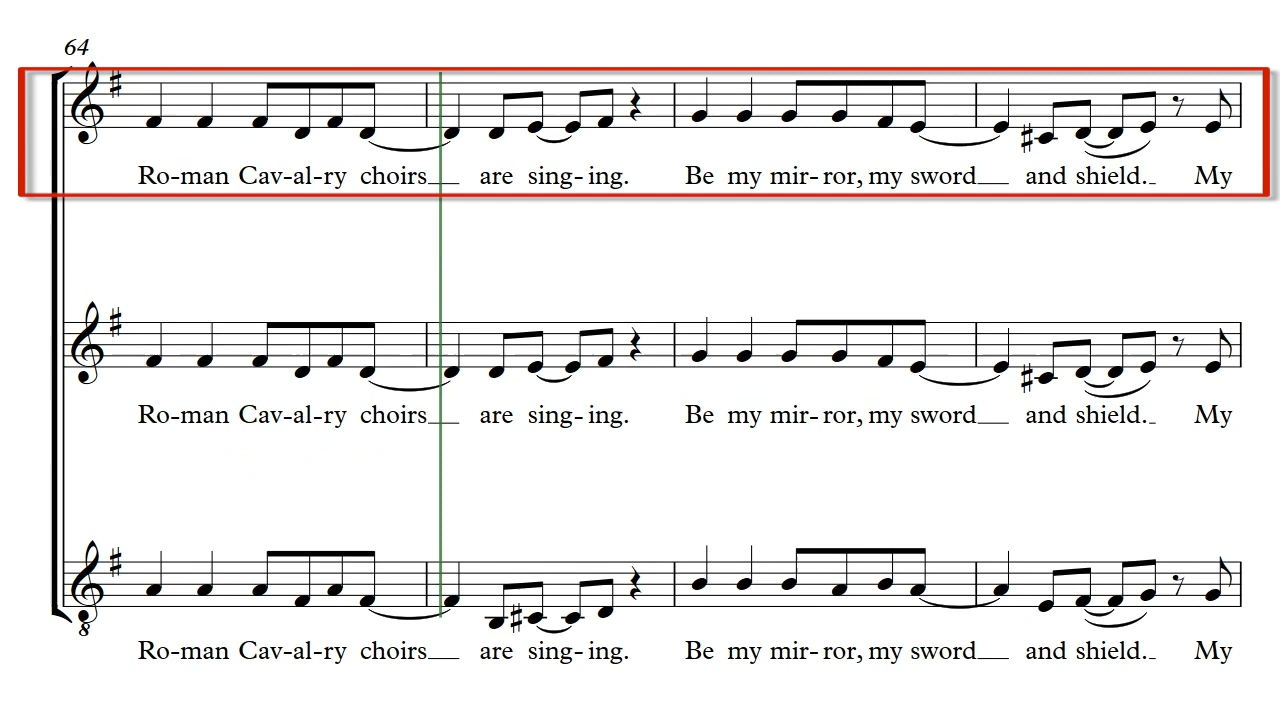 64
Ro-man Cav-al-ry choirs__ are sing-ing. Be my mir-ror, my sword__ and shield._ My
Ro-man Cav-al-ry choirs__ are sing-ing. Be my mir-ror, my sword__ and shield._ My
8
Ro-man Cav-al-ry choirs__ are sing-ing. Be my mir-ror, my sword__ and shield._ My